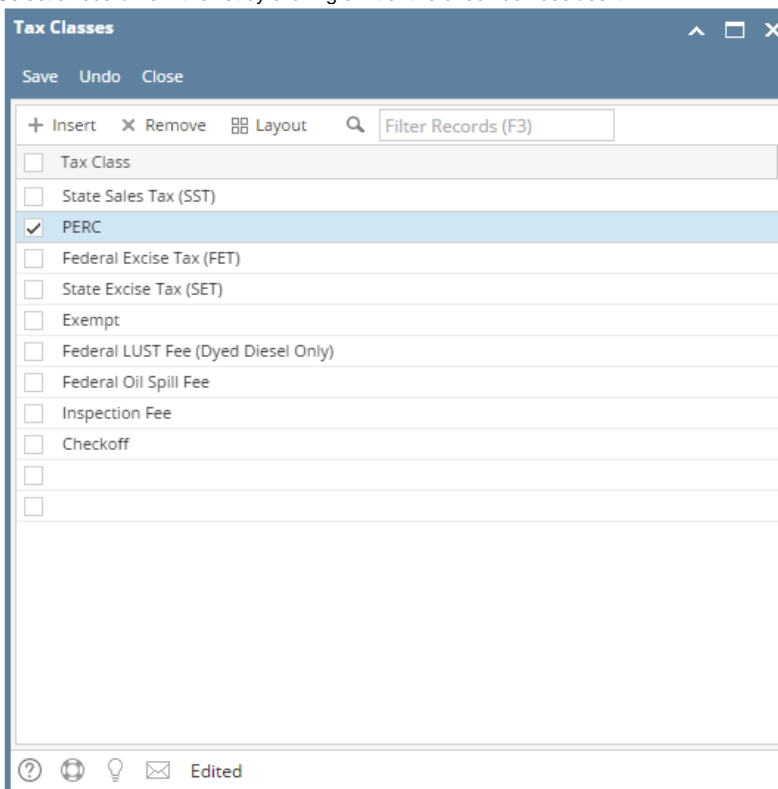 Tax Classes
Save Undo Close
Insert Remove Layout Filter Records (F3)
Tax Class
State Sales Tax (SST)
PERC
Federal Excise Tax (FET)
State Excise Tax (SET)
Exempt
Federal LUST Fee (Dyed Diesel Only)
Federal Oil Spill Fee
Inspection Fee
Checkoff
Edited